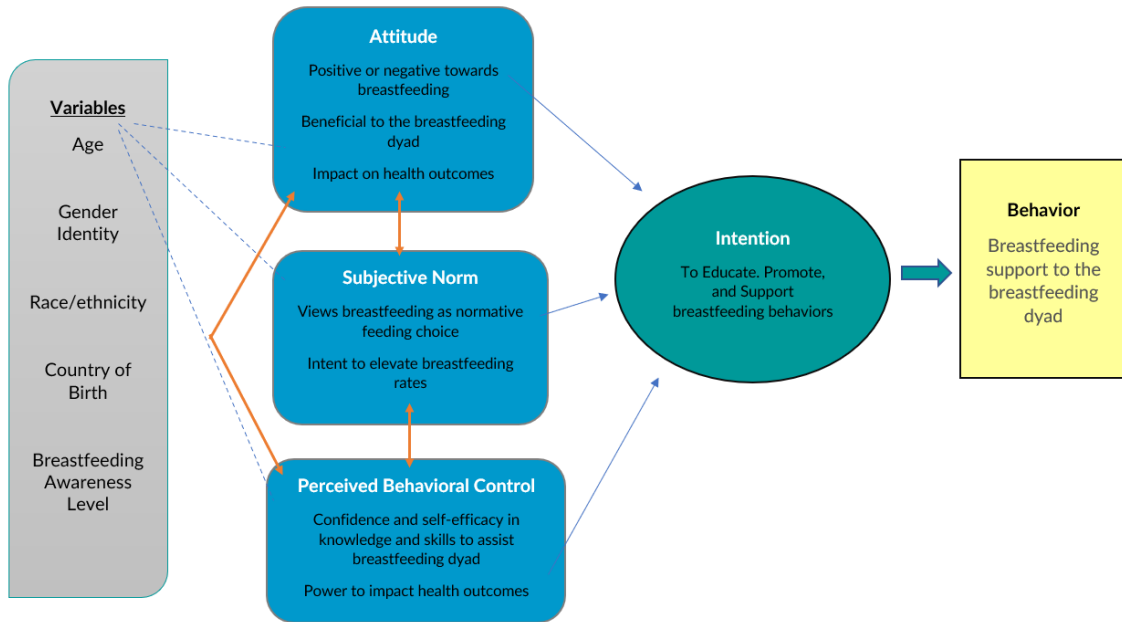 Variables
Age
Gender
Identity
Race/ethnicity
Country of
Birth
Breastfeeding
Awareness
Level
Attitude
Positive or negative towards
breastfeeding
Beneficial to the breastfeeding
dyad
Impact on health outcomes
Subjective Norm
Views breastfeeding as normative
feeding choice
Intent to elevate breastfeeding
rates
Perceived Behavioral Control
Confidence and self-efficacy in
knowledge and skills to assist
breastfeeding dyad
Power to impact health outcomes
Intention
To Educate. Promote,
and Support
breastfeeding behaviors
Behavior
Breastfeeding
support to the
breastfeeding
dyad